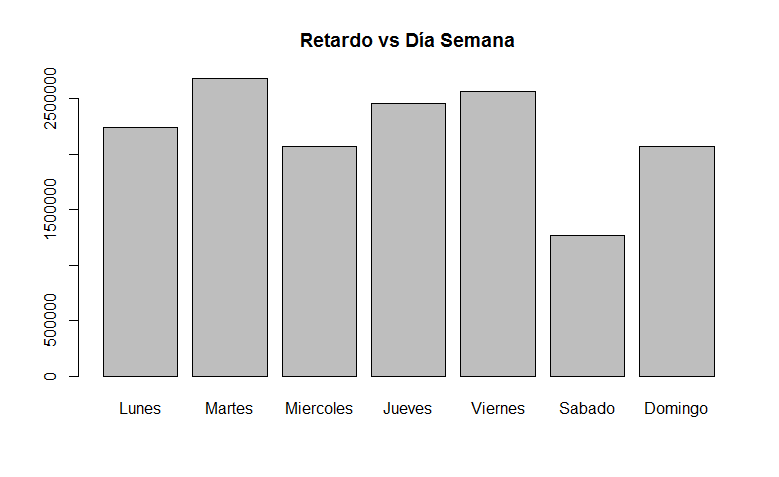 Retardo vs Día Semana
2500000
1500000
500000
0
Lunes Martes Miercoles Jueves Viernes Sabado Domingo